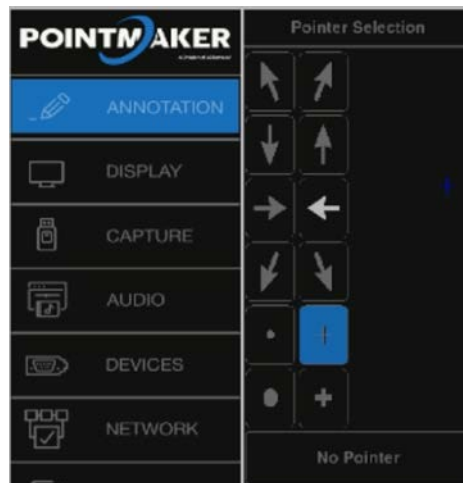 POINTMAKER
Pointer Selection
ANNOTATION
DISPLAY
CAPTURE
AUDIO
DEVICES
NETWORK
No Pointer